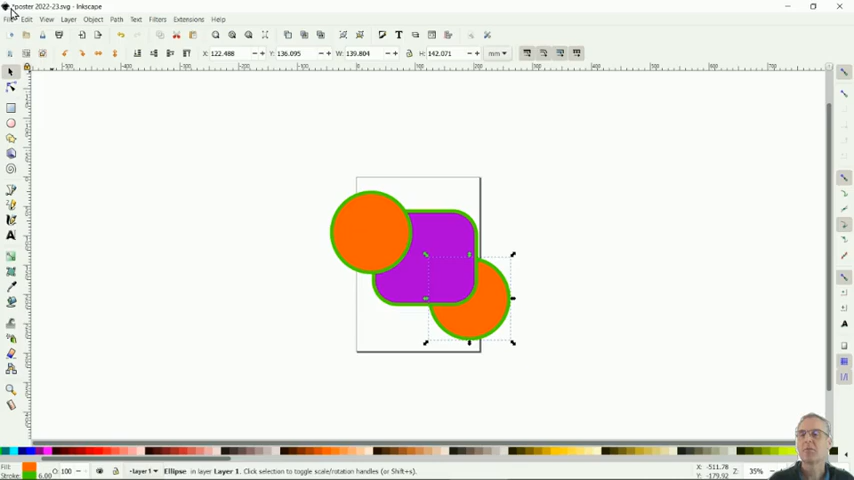 *poster 2022-23.svg - Inkscape
File Edit View Layer Object Path Text Filters Extensions Help
X: 122.488 Y: 136.095 W: 139.804 H: 142.071 mm
Fill:
Stroke: 6.00 O: 100 -layer1 Ellipse in layer Layer 1. Click selection to toggle scale/rotation handles (or Shift+s). X: -511.78 Y: -179.92 Z: 35%